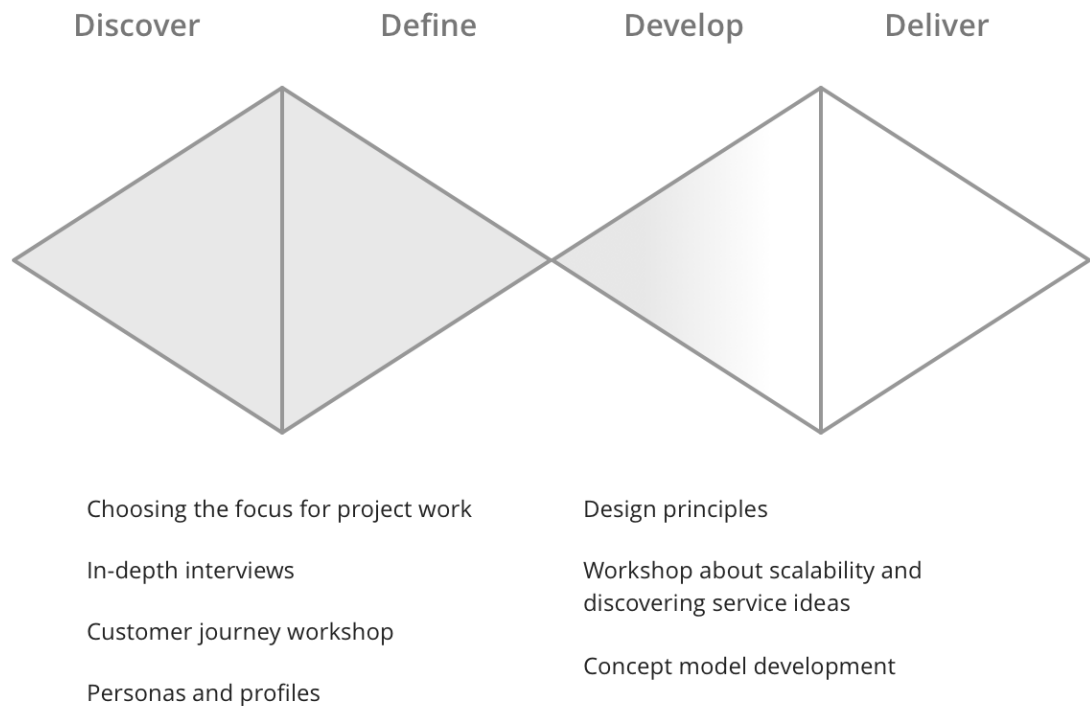 Discover
Define
Develop
Deliver
Choosing the focus for project work
In-depth interviews
Customer journey workshop
Personas and profiles
Design principles
Workshop about scalability and
discovering service ideas
Concept model development